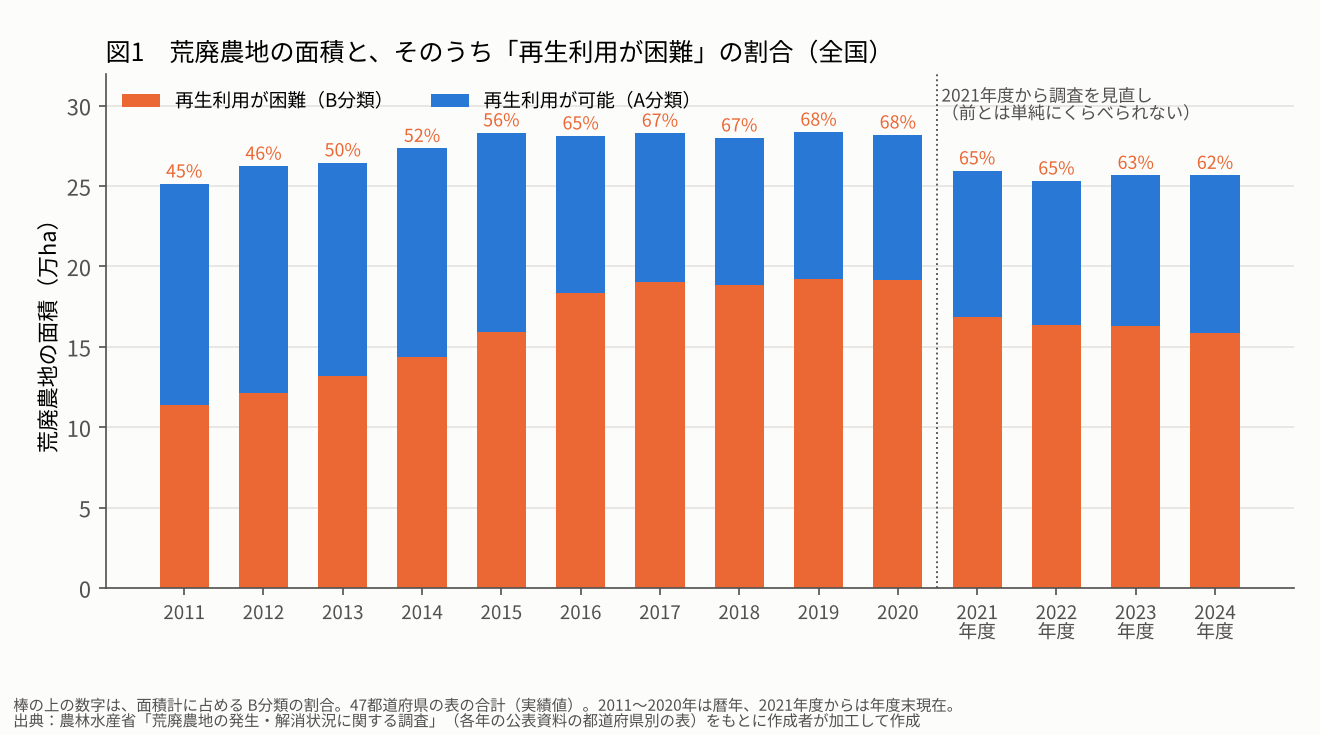 図1　荒廃農地の面積と、そのうち「再生利用が困難」の割合（全国）
再生利用が困難（B分類）
再生利用が可能（A分類）
2021年度から調査を見直し
（前とは単純にくらべられない）
荒廃農地の面積（万ha）
30
25
20
15
10
5
0
45%
46%
50%
52%
56%
65%
67%
67%
68%
68%
65%
65%
63%
62%
2011
2012
2013
2014
2015
2016
2017
2018
2019
2020
2021
年度
2022
年度
2023
年度
2024
年度
棒の上の数字は、面積計に占める B分類の割合。47都道府県の表の合計（実績値）。2011～2020年は暦年、2021年度からは年度末現在。
出典：農林水産省「荒廃農地の発生・解消状況に関する調査」（各年の公表資料の都道府県別の表）をもとに作成者が加工して作成